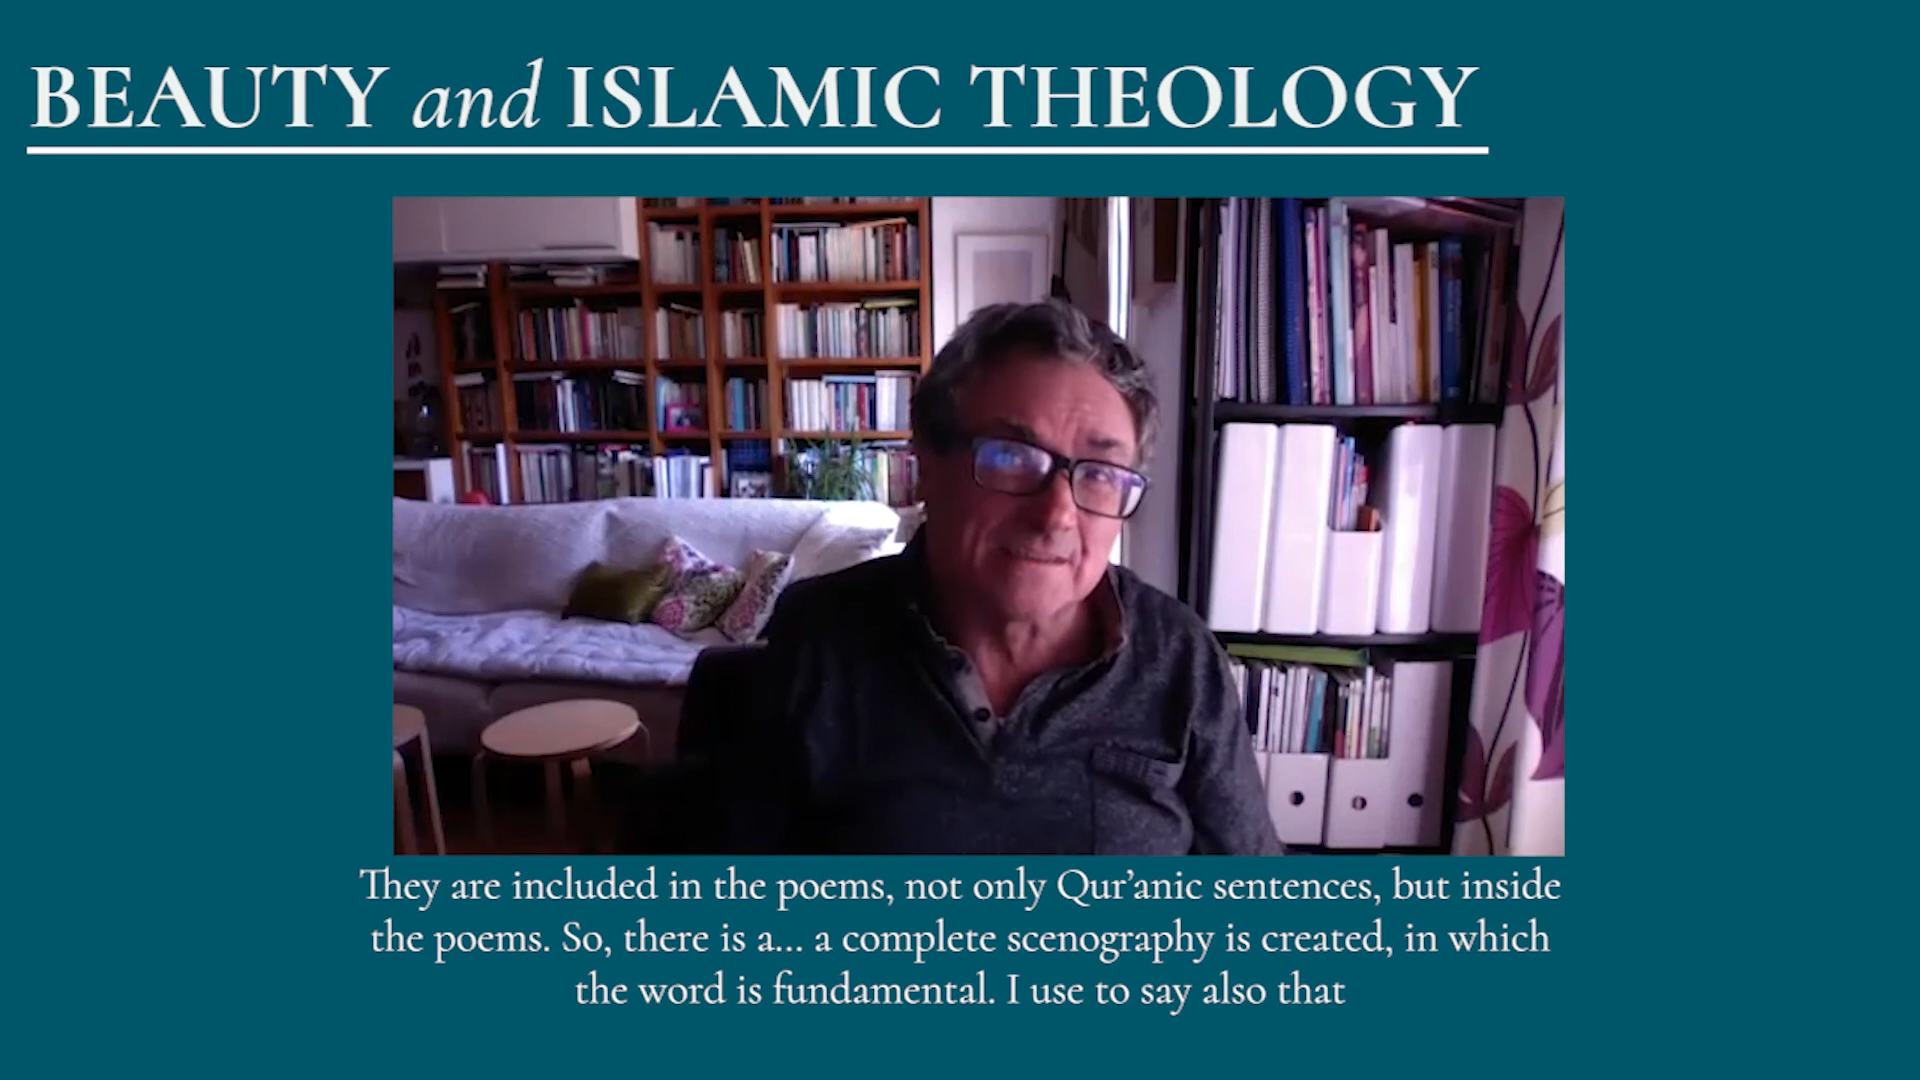 BEAUTY and ISLAMIC THEOLOGY
They are included in the poems, not only Qur’anic sentences, but inside
the poems. So, there is a... a complete scenography is created, in which
the word is fundamental. I use to say also that